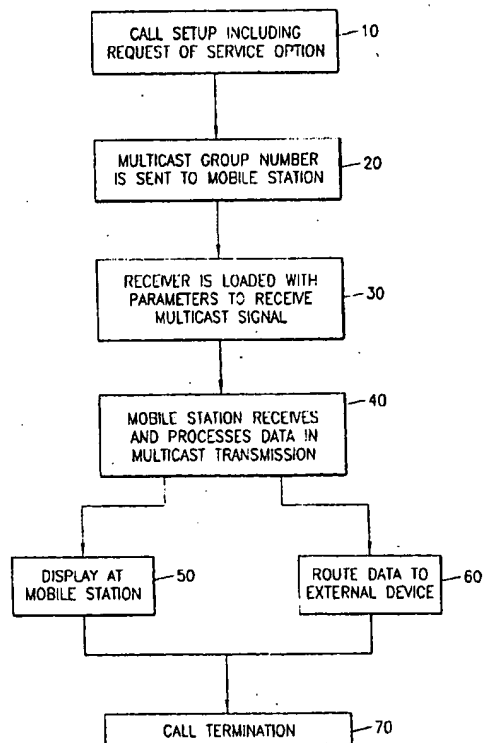 CALL SETUP INCLUDING
REQUEST OF SERVICE OPTION
10
MULTICAST GROUP NUMBER
IS SENT TO MOBILE STATION
20
RECEIVER IS LOADED WITH
PARAMETERS TO RECEIVE
MULTICAST SIGNAL
30
40
MOBILE STATION RECEIVES
AND PROCESSES DATA IN
MULTICAST TRANSMISSION
DISPLAY AT
MOBILE STATION
50
ROUTE DATA TO
EXTERNAL DEVICE
60
CALL TERMINATION
70